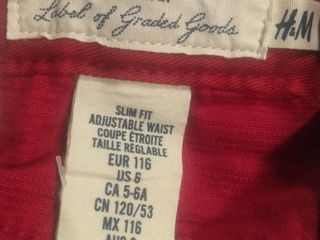 Label of Graded Goods
H&M
SLIM FIT
ADJUSTABLE WAIST
COUPE ÉTROITE
TAILLE RÉGLABLE
EUR 116
US 6
CA 5-6A
CN 120/53
MX 116